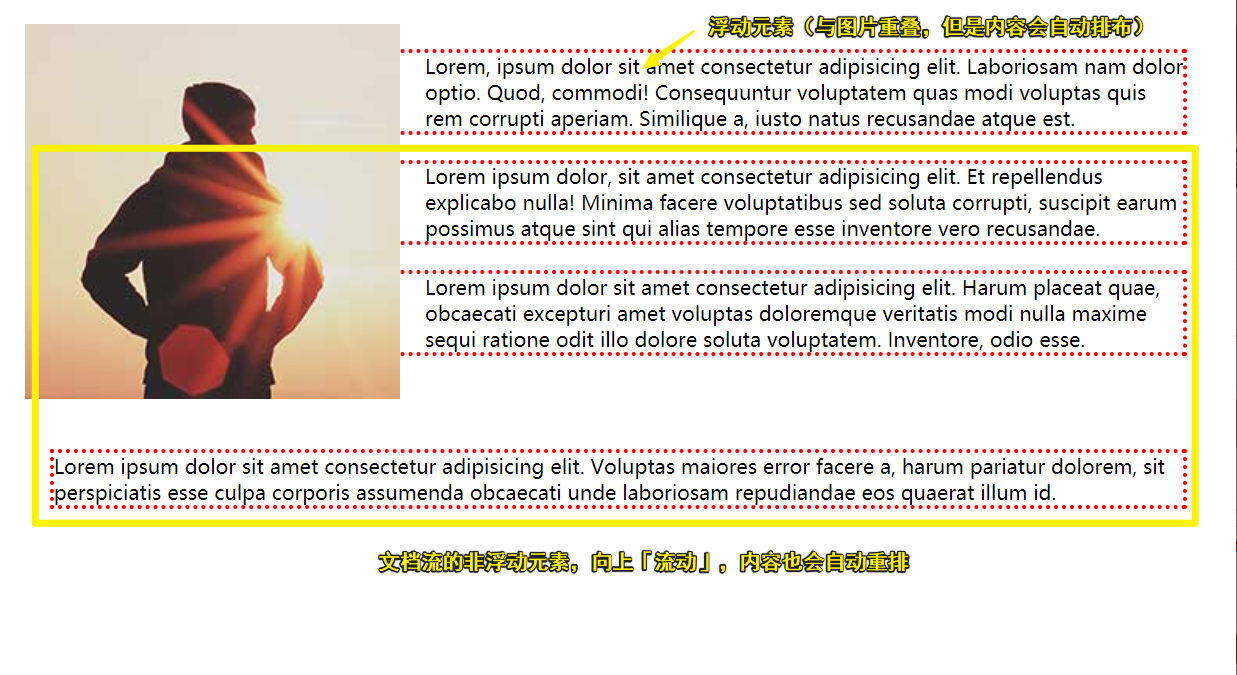 浮动元素（与图片重叠，但是内容会自动排布）
Lorem, ipsum dolor sit amet consectetur adipisicing elit. Laboriosam nam dolor
optio. Quod, commodi! Consequuntur voluptatem quas modi voluptas quis
rem corrupti aperiam. Similique a, iusto natus recusandae atque est.
Lorem ipsum dolor, sit amet consectetur adipisicing elit. Et repellendus
explicabo nulla! Minima facere voluptatibus sed soluta corrupti, suscipit earum
possimus atque sint qui alias tempore esse inventore vero recusandae.
Lorem ipsum dolor sit amet consectetur adipisicing elit. Harum placeat quae,
obcaecati excepturi amet voluptas doloremque veritatis modi nulla maxime
sequi ratione odit illo dolore soluta voluptatem. Inventore, odio esse.
Lorem ipsum dolor sit amet consectetur adipisicing elit. Voluptas maiores error facere a, harum pariatur dolorem, sit
perspiciatis esse culpa corporis assumenda obcaecati unde laboriosam repudiandae eos quaerat illum id.
文档流的非浮动元素，向上「流动」，内容也会自动重排